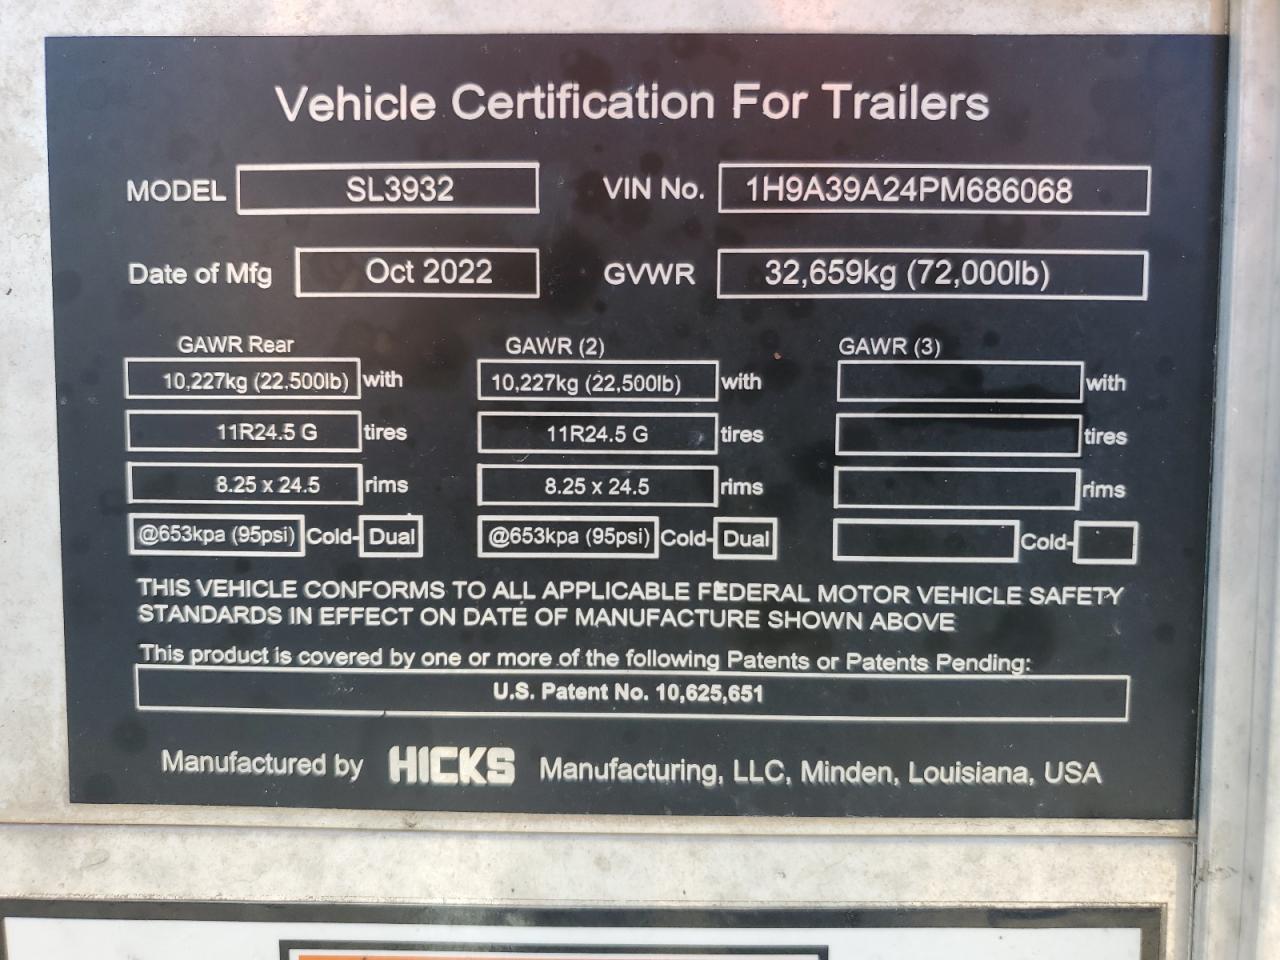 Vehicle Certification For Trailers
MODEL SL3932 VIN No. 1H9A39A24PM686068
Date of Mfg Oct 2022 GVWR 32,659kg (72,000lb)
GAWR Rear GAWR (2) GAWR (3)
10,227kg (22,500lb) with 10,227kg (22,500lb) with with
11R24.5 G tires 11R24.5 G tires tires
8.25 x 24.5 rims 8.25 x 24.5 rims rims
@653kpa (95psi) Cold- Dual @653kpa (95psi) Cold- Dual Cold-
THIS VEHICLE CONFORMS TO ALL APPLICABLE FEDERAL MOTOR VEHICLE SAFETY
STANDARDS IN EFFECT ON DATE OF MANUFACTURE SHOWN ABOVE
This product is covered by one or more of the following Patents or Patents Pending:
U.S. Patent No. 10,625,651
Manufactured by HICKS Manufacturing, LLC, Minden, Louisiana, USA